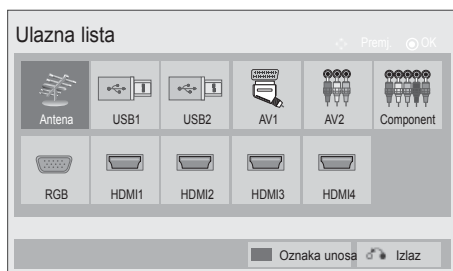 Ulazna lista
Premj. OK
Antena USB1 USB2 AV1 AV2 Component
RGB HDMI1 HDMI2 HDMI3 HDMI4
Oznaka unosa Izlaz